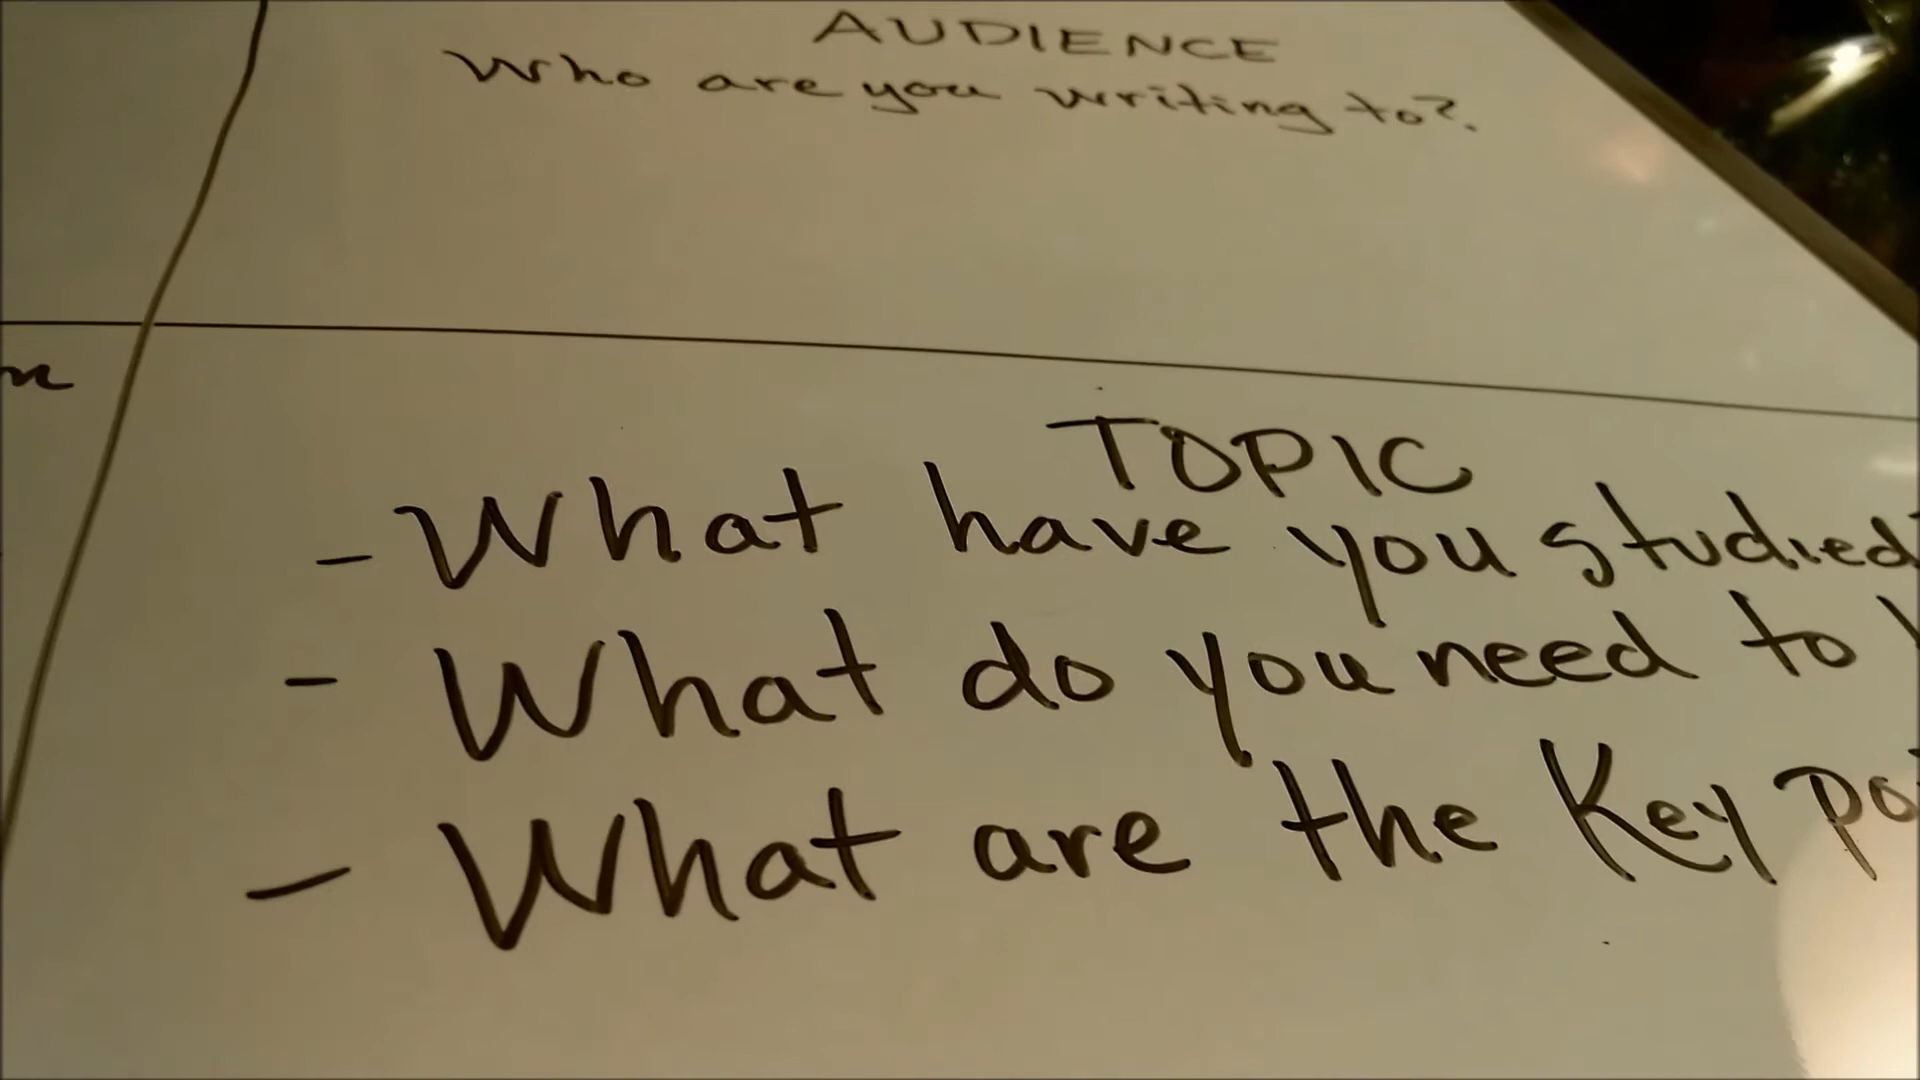 AUDIENCE
Who are you writing to?.
TOPIC
- What have you studied
- What do you need to
- What are the Key